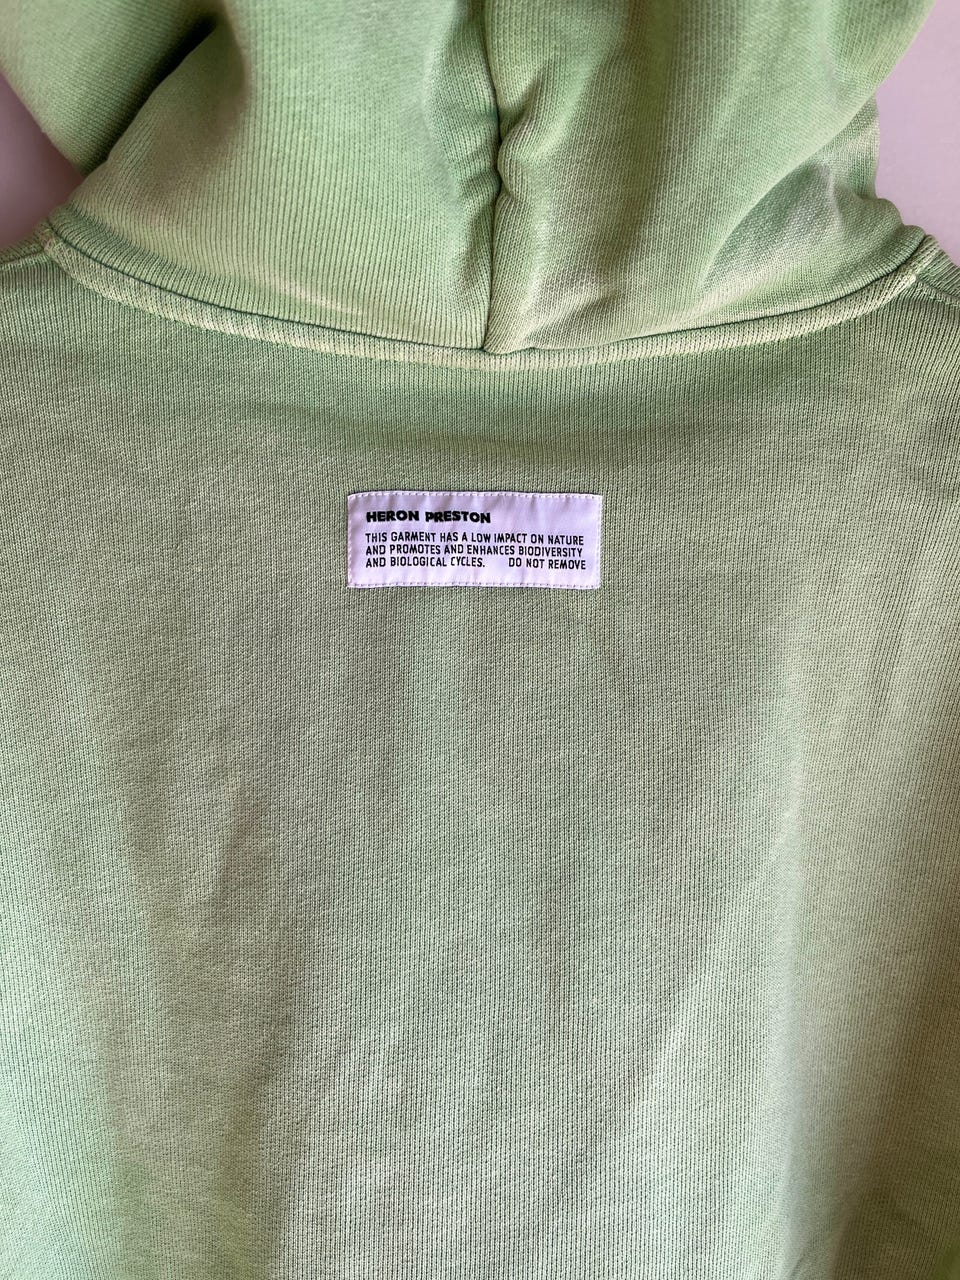 HERON PRESTON
THIS GARMENT HAS A LOW IMPACT ON NATURE
AND PROMOTES AND ENHANCES BIODIVERSITY
AND BIOLOGICAL CYCLES. DO NOT REMOVE